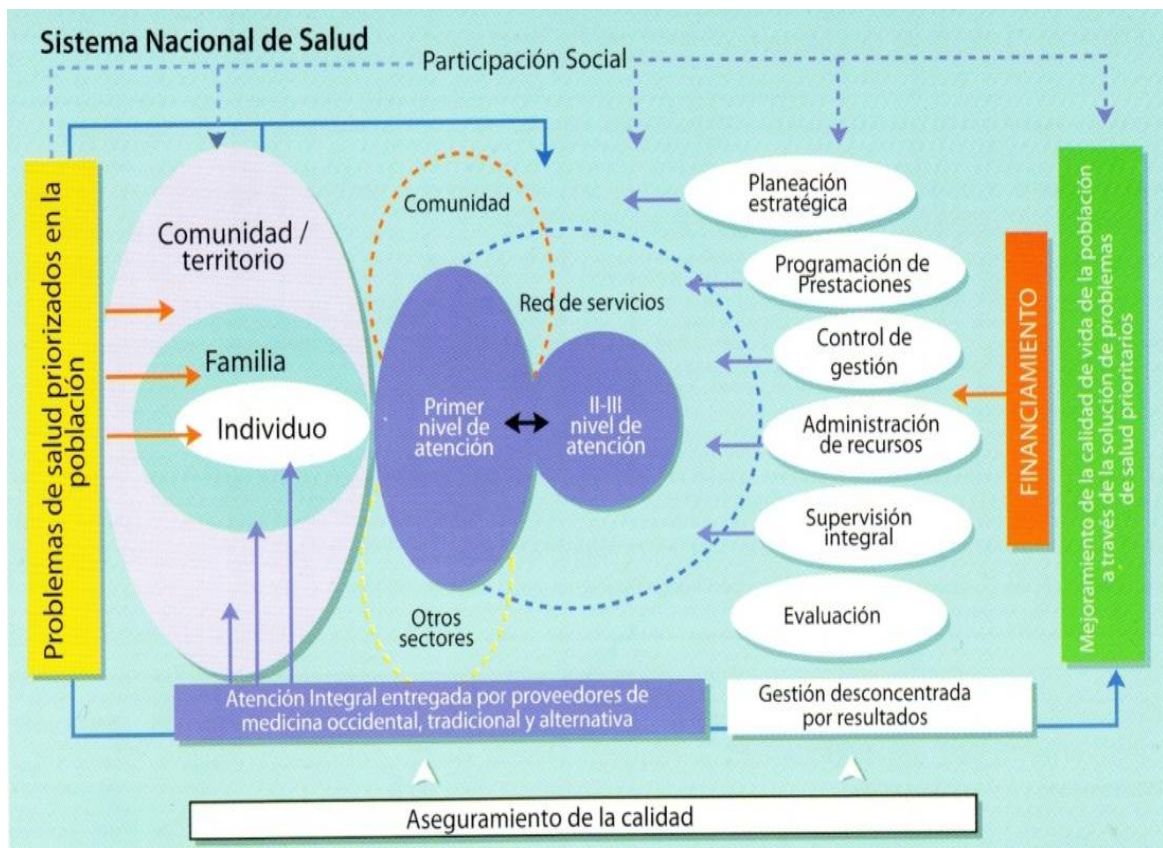 Sistema Nacional de Salud
Participación Social
Problemas de salud priorizados en la
población
Comunidad /
territorio
Familia
Individuo
Comunidad
Red de servicios
Primer
nivel de
atención
II-III
nivel de
atención
Otros
sectores
Planeación
estratégica
Programación de
Prestaciones
Control de
gestión
Administración
de recursos
Supervisión
integral
Evaluación
FINANCIAMIENTO
Mejoramiento de la calidad de vida de la población
a través de la solución de problemas
de salud prioritarios
Atención Integral entregada por proveedores de
medicina occidental, tradicional y alternativa
Gestión desconcentrada
por resultados
Aseguramiento de la calidad